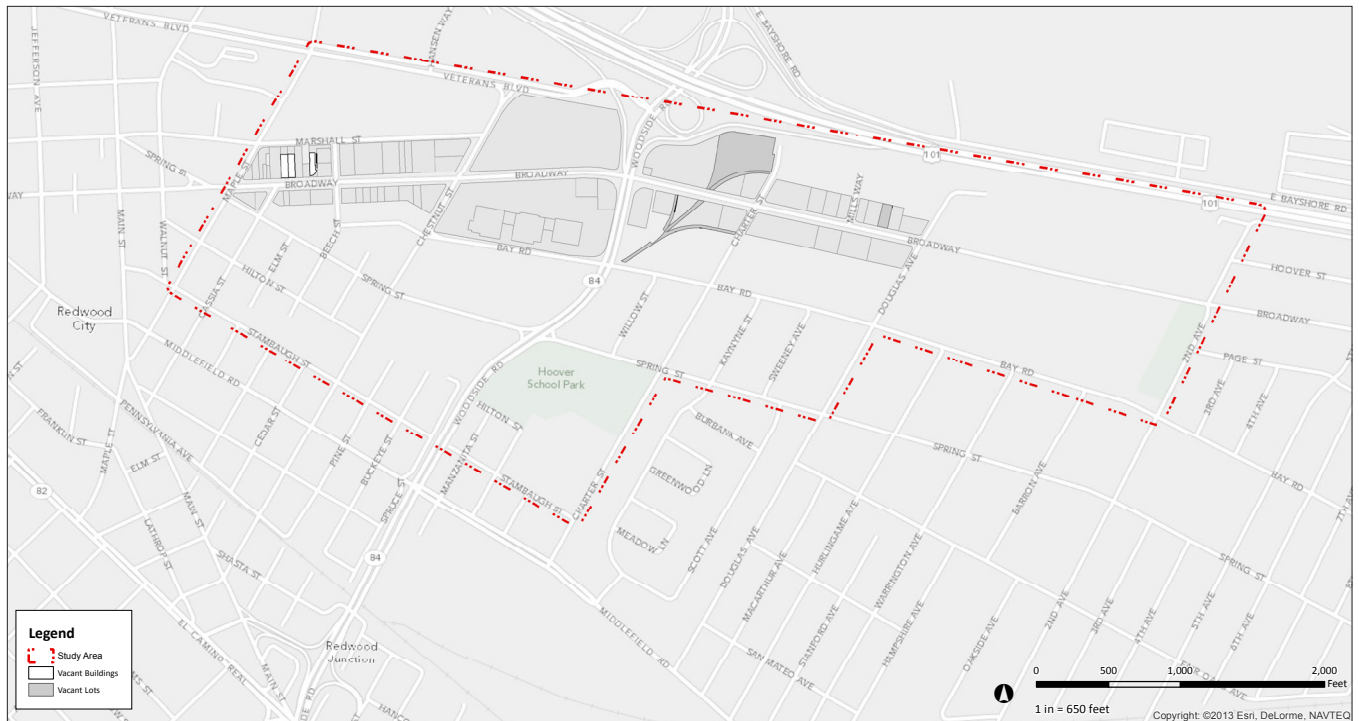 VETERANS BLVD
JEFFERSON AVE
HANSEN WAY
E BAYSHORE RD
VETERANS BLVD
WOODSIDE RD
MARSHALL ST
SPRING ST
MAPLE ST
BROADWAY
BROADWAY
101
101
E BAYSHORE RD
WAY
MAIN ST
WALNUT ST
BEECH ST
CHESTNUT ST
CHARTER ST
MILLS WAY
BROADWAY
HOOVER ST
BAY RD
ELM ST
HILTON ST
CASSIA ST
SPRING ST
84
BAY RD
DOUGLAS AVE
BROADWAY
Redwood
City
STAMBAUGH ST
MIDDLEFIELD RD
WILLOW ST
KAYNYNE ST
SWEENEY AVE
BAY RD
2ND AVE
PAGE ST
3RD AVE
4TH AVE
Hoover
School Park
SPRING ST
WOODSIDE RD
HILTON ST
BURBANK AVE
FRANKLIN ST
PENNSYLVANIA AVE
CEDAR ST
PINE ST
BUCKEYE ST
MANZANITA ST
SPRING ST
BAY RD
7TH AVE
MAPLE ST
ELM ST
MAIN ST
SPRUCE ST
STAMBAUGH ST
CHARTER ST
GREENWOOD LN
BARRON AVE
82
LATHROP ST
SHASTA ST
84
MEADOW LN
SCOTT AVE
DOUGLAS AVE
MACARTHUR AVE
BURLINGAME AVE
WARRINGTON AVE
SPRING ST
EL CAMINO REAL
MIDDLEFIELD RD
STANFORD AVE
HAMPSHIRE AVE
OAKSIDE AVE
2ND AVE
3RD AVE
4TH AVE
5TH AVE
6TH AVE
SAN MATEO AVE
FAIR OAKS AVE
Redwood
Junction
MAIN ST
Legend
Study Area
Vacant Buildings
Vacant Lots
0 500 1,000 2,000
Feet
1 in = 650 feet
Copyright: ©2013 Esri, DeLorme, NAVTEQ